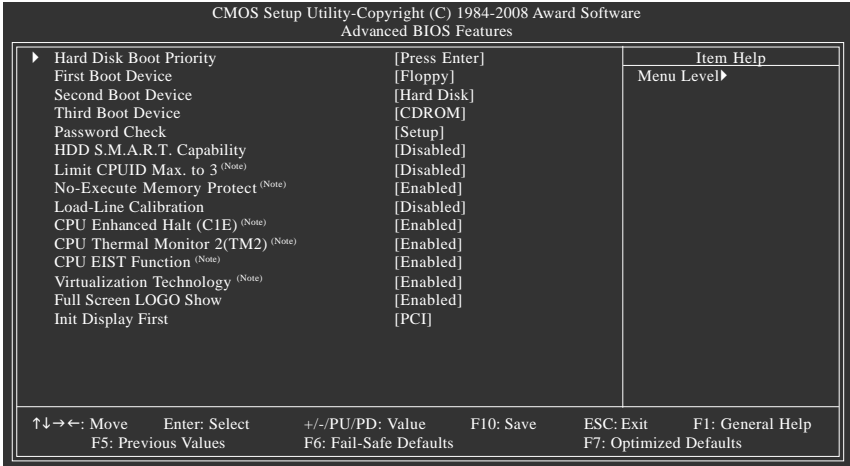 CMOS Setup Utility-Copyright (C) 1984-2008 Award Software
Advanced BIOS Features
Hard Disk Boot Priority [Press Enter]
First Boot Device [Floppy]
Second Boot Device [Hard Disk]
Third Boot Device [CDROM]
Password Check [Setup]
HDD S.M.A.R.T. Capability [Disabled]
Limit CPUID Max. to 3 (Note) [Disabled]
No-Execute Memory Protect (Note) [Enabled]
Load-Line Calibration [Disabled]
CPU Enhanced Halt (C1E) (Note) [Enabled]
CPU Thermal Monitor 2(TM2) (Note) [Enabled]
CPU EIST Function (Note) [Enabled]
Virtualization Technology (Note) [Enabled]
Full Screen LOGO Show [Enabled]
Init Display First [PCI]
Item Help
Menu Level▶
↑↓→←: Move Enter: Select +/-/PU/PD: Value F10: Save ESC: Exit F1: General Help
F5: Previous Values F6: Fail-Safe Defaults F7: Optimized Defaults